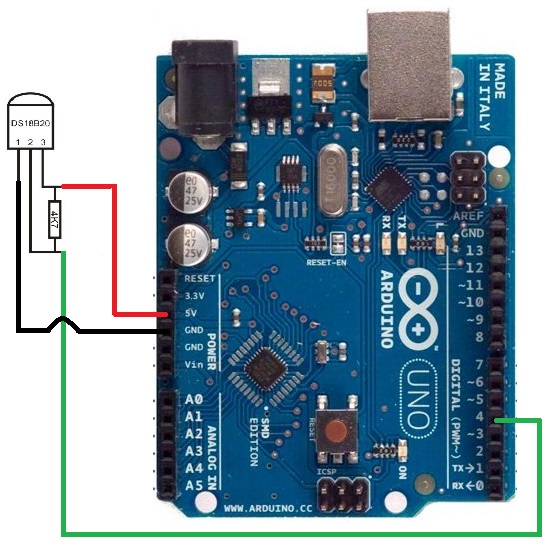 DS18B20
1 2 3
4K7
MADE
IN ITALY
RESET-EN
RX
TX
L
AREF
GND
13
12
~11
~10
~9
8
7
~6
~5
4
~3
2
TX→1
RX←0
DIGITAL (PWM~)
ARDUINO
UNO
RESET
3.3V
5V
GND
GND
Vin
POWER
A0
A1
A2
A3
A4
A5
ANALOG IN
SMD
EDITION
RESET
ICSP
ON
WWW.ARDUINO.CC
47
25
47
25